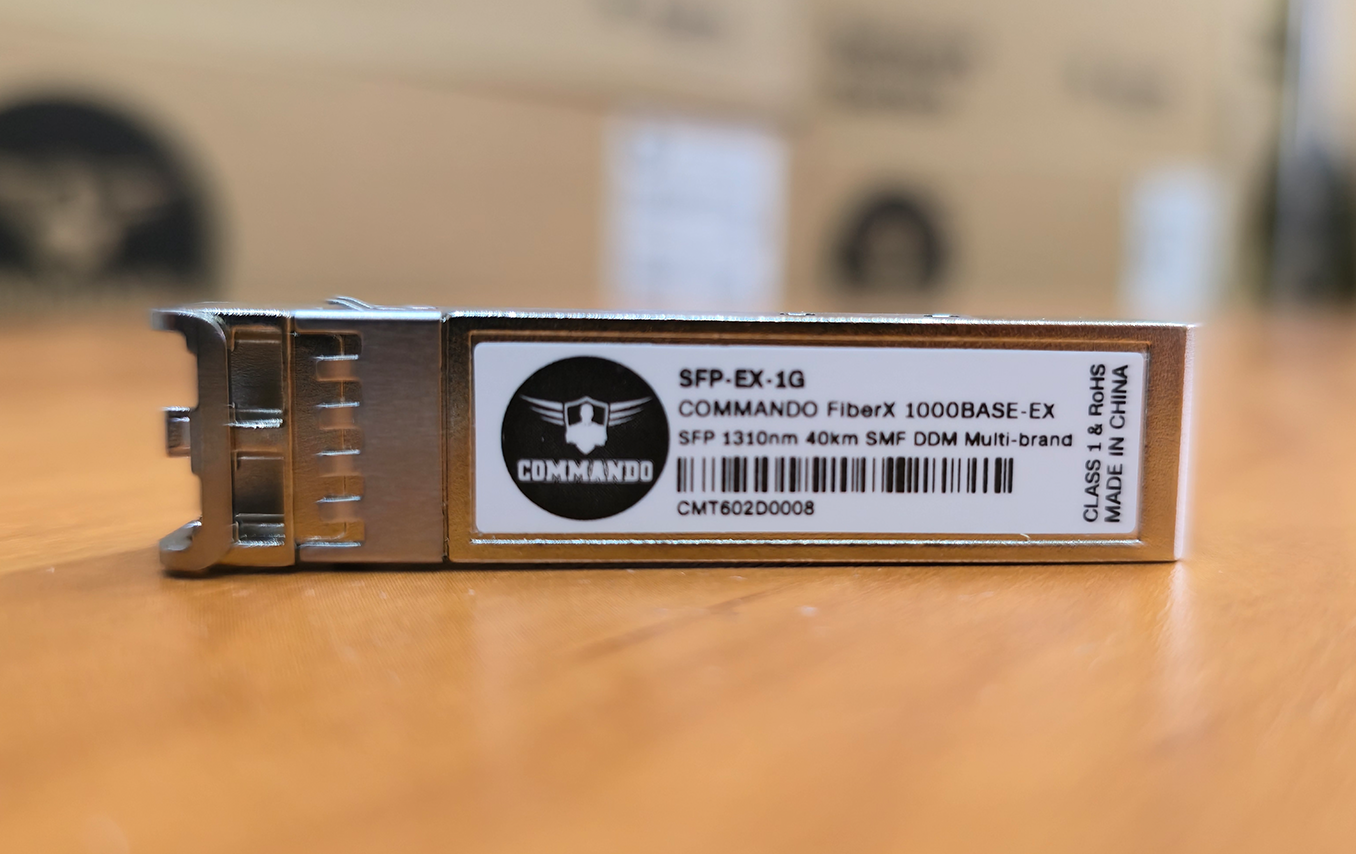 COMMANDO
SFP-EX-1G
COMMANDO FiberX 1000BASE-EX
SFP 1310nm 40km SMF DDM Multi-brand
CMT602D0008
CLASS 1 & RoHS
MADE IN CHINA